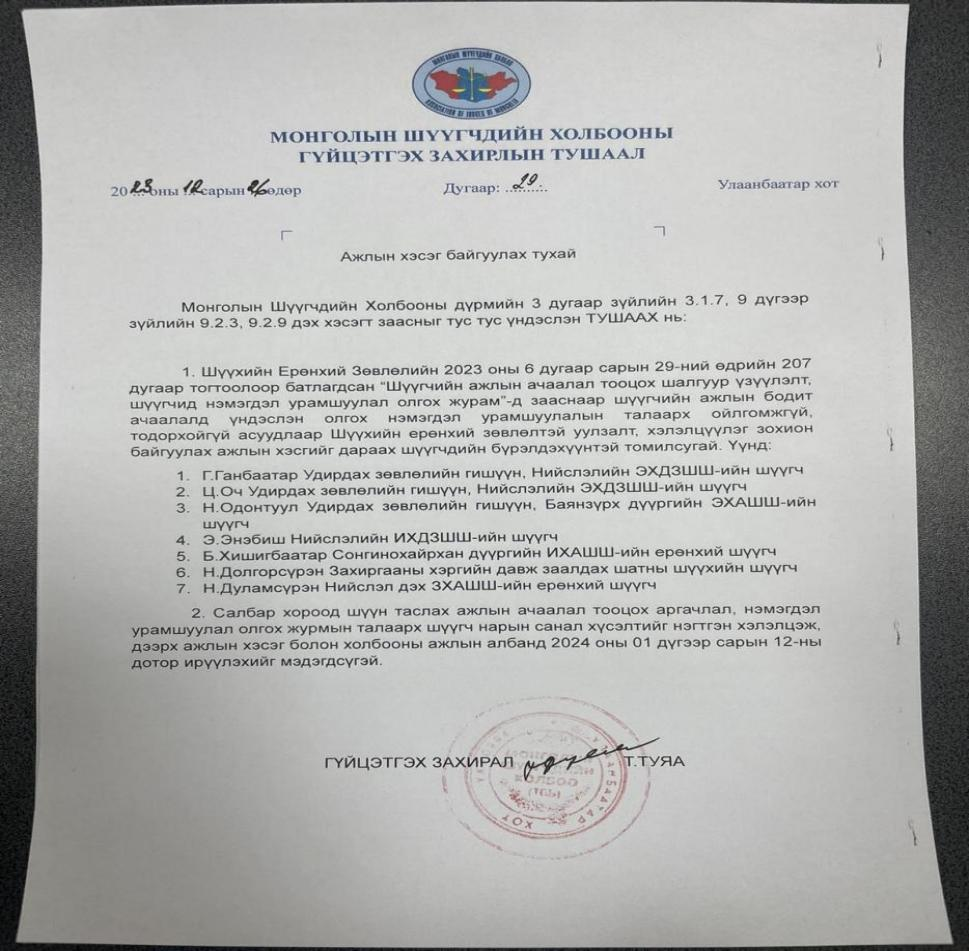 МОНГОЛЫН ШҮҮГЧДИЙН ХОЛБОО
ASSOCIATION OF JUDGES OF MONGOLIA
МОНГОЛЫН ШҮҮГЧДИЙН ХОЛБООНЫ
ГҮЙЦЭТГЭХ ЗАХИРЛЫН ТУШААЛ
2023 оны 12 сарын 26 өдөр Дугаар: 29 Улаанбаатар хот
Ажлын хэсэг байгуулах тухай
Монголын Шүүгчдийн Холбооны дүрмийн 3 дугаар зүйлийн 3.1.7, 9 дүгээр
зүйлийн 9.2.3, 9.2.9 дэх хэсэгт заасныг тус тус үндэслэн ТУШААХ нь:
1. Шүүхийн Ерөнхий Зөвлөлийн 2023 оны 6 дугаар сарын 29-ний өдрийн 207
дугаар тогтоолоор батлагдсан “Шүүгчийн ажлын ачаалал тооцох шалгуур үзүүлэлт,
шүүгчид нэмэгдэл урамшуулал олгох журам”-д зааснаар шүүгчийн ажлын бодит
ачаалалд үндэслэн олгох нэмэгдэл урамшуулалын талаарх ойлгомжгүй,
тодорхойгүй асуудлаар Шүүхийн ерөнхий зөвлөлтэй уулзалт, хэлэлцүүлэг зохион
байгуулах ажлын хэсгийг дараах шүүгчдийн бүрэлдэхүүнтэй томилсугай. Үүнд:
1. Г.Ганбаатар Удирдах зөвлөлийн гишүүн, Нийслэлийн ЭХДЗШШ-ийн шүүгч
2. Ц.Оч Удирдах зөвлөлийн гишүүн, Нийслэлийн ЭХДЗШШ-ийн шүүгч
3. Н.Одонтуул Удирдах зөвлөлийн гишүүн, Баянзүрх дүүргийн ЭХАШШ-ийн
шүүгч
4. Э.Энэбиш Нийслэлийн ИХДЗШШ-ийн шүүгч
5. Б.Хишигбаатар Сонгинохайрхан дүүргийн ИХАШШ-ийн ерөнхий шүүгч
6. Н.Долгорсүрэн Захиргааны хэргийн давж заалдах шатны шүүхийн шүүгч
7. Н.Дуламсүрэн Нийслэл дэх ЗХАШШ-ийн ерөнхий шүүгч
2. Салбар хороод шүүн таслах ажлын ачаалал тооцох аргачлал, нэмэгдэл
урамшуулал олгох журмын талаарх шүүгч нарын санал хүсэлтийг нэгтгэн хэлэлцэж,
дээрх ажлын хэсэг болон холбооны ажлын албанд 2024 оны 01 дүгээр сарын 12-ны
дотор ирүүлэхийг мэдэгдсүгэй.
ГҮЙЦЭТГЭХ ЗАХИРАЛ Т.ТУЯА
МОНГОЛЫН
ШҮҮГЧДИЙН
ХОЛБОО
(ТББ)
УЛААНБААТАР ХОТ